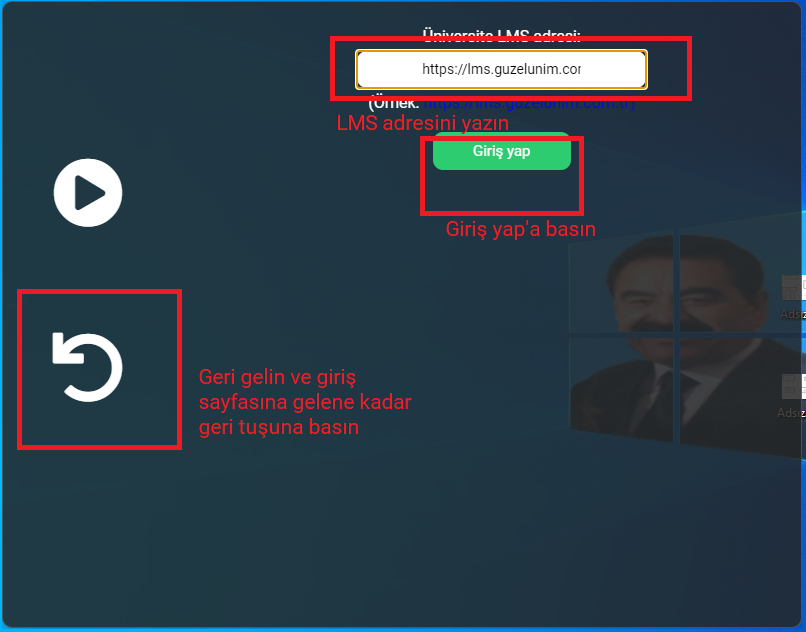 Üniversite LMS adresi:
https://lms.guzelunim.com
(Örnek: https://lms.guzelunim.com.tr)
LMS adresini yazın
Giriş yap
Giriş yap'a basın
Geri gelin ve giriş
sayfasına gelene kadar
geri tuşuna basın
Adsız
Adsız